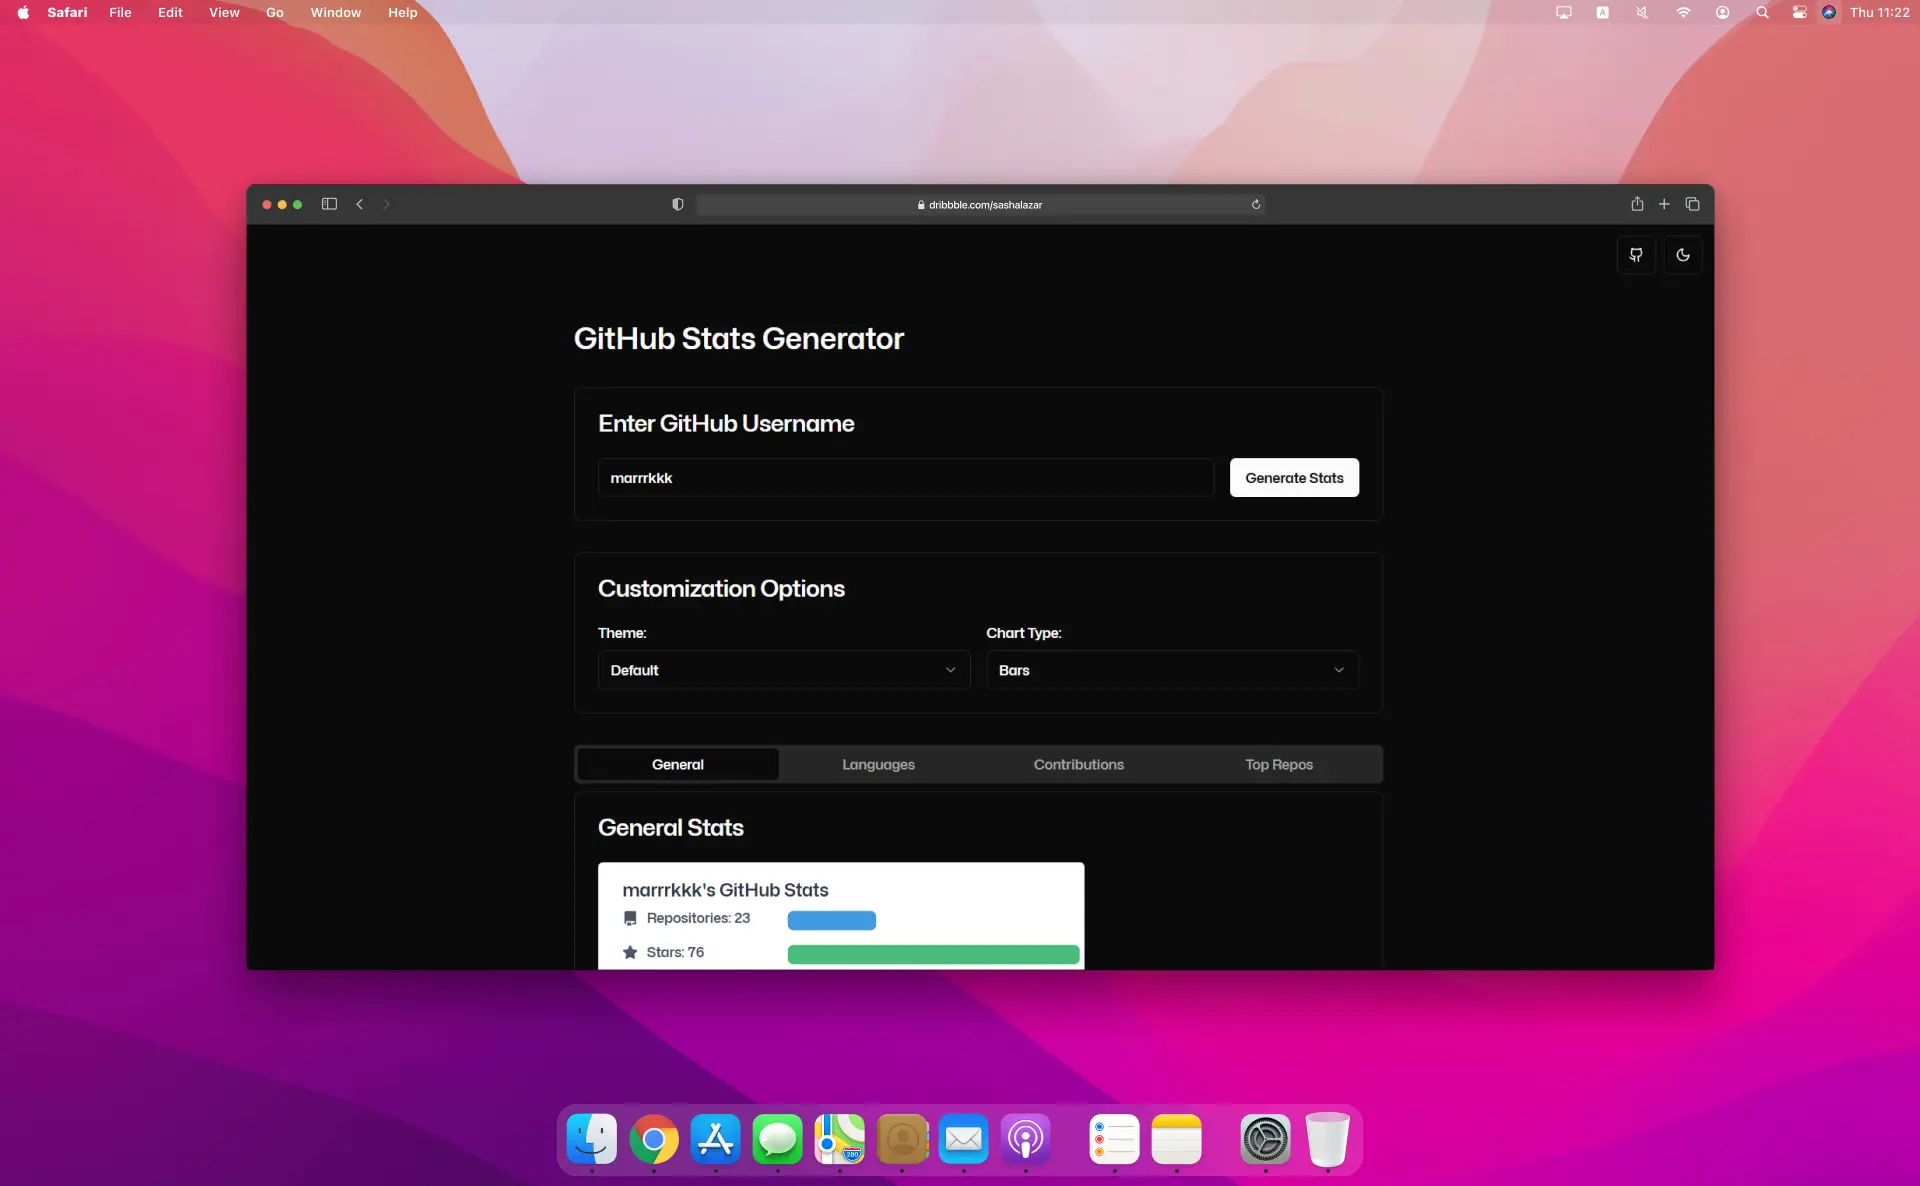 Safari File Edit View Go Window Help A Thu 11:22
dribbble.com/sashalazar
GitHub Stats Generator
Enter GitHub Username
marrrkkk Generate Stats
Customization Options
Theme: Chart Type:
Default Bars
General Languages Contributions Top Repos
General Stats
marrrkkk's GitHub Stats
Repositories: 23
Stars: 76
280